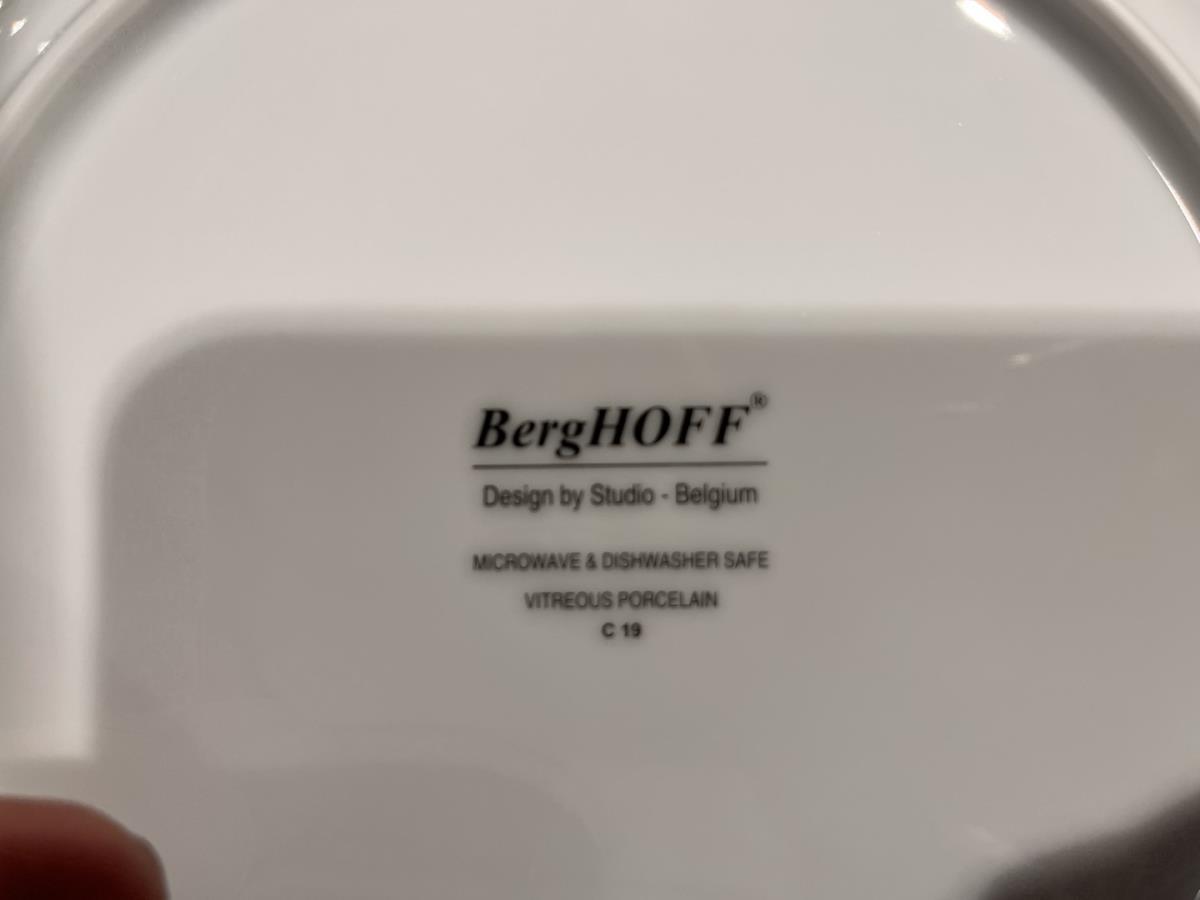 BergHOFF®
Design by Studio - Belgium
MICROWAVE & DISHWASHER SAFE
VITREOUS PORCELAIN
C 19